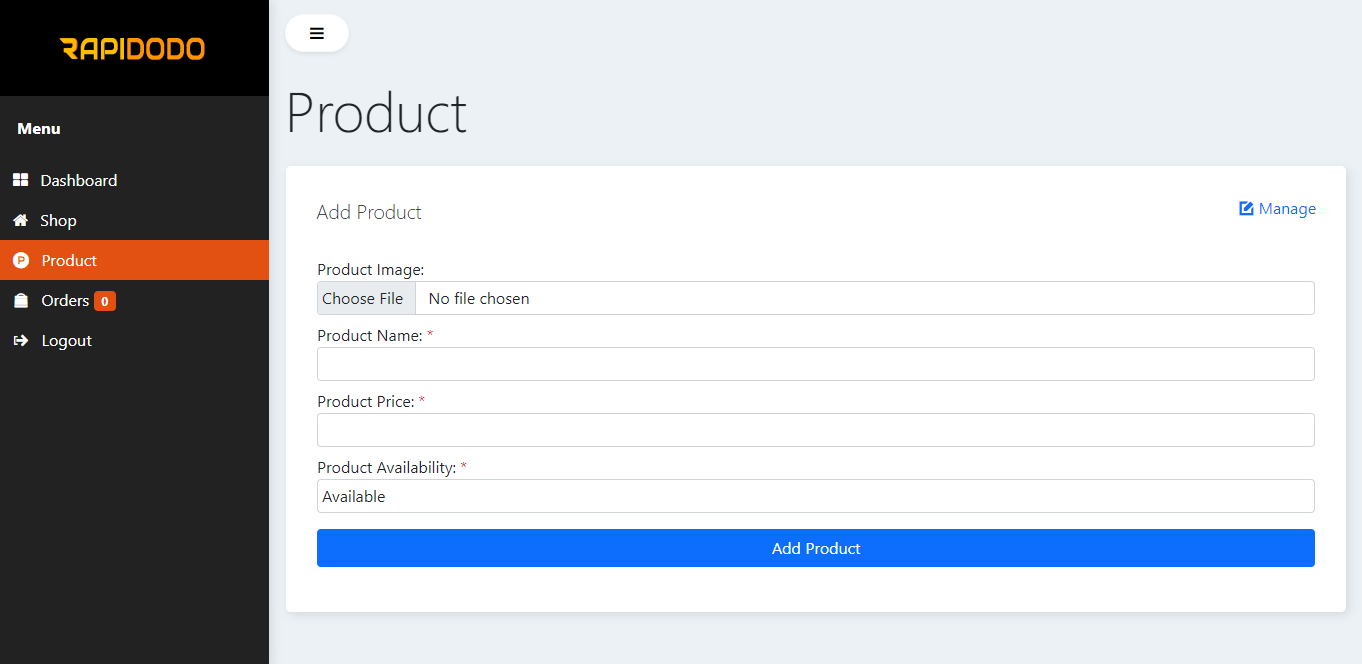 RAPIDODO
Menu
Dashboard
Shop
Product
Orders 0
Logout
Product
Add Product
Manage
Product Image:
Choose File No file chosen
Product Name: *
Product Price: *
Product Availability: *
Available
Add Product